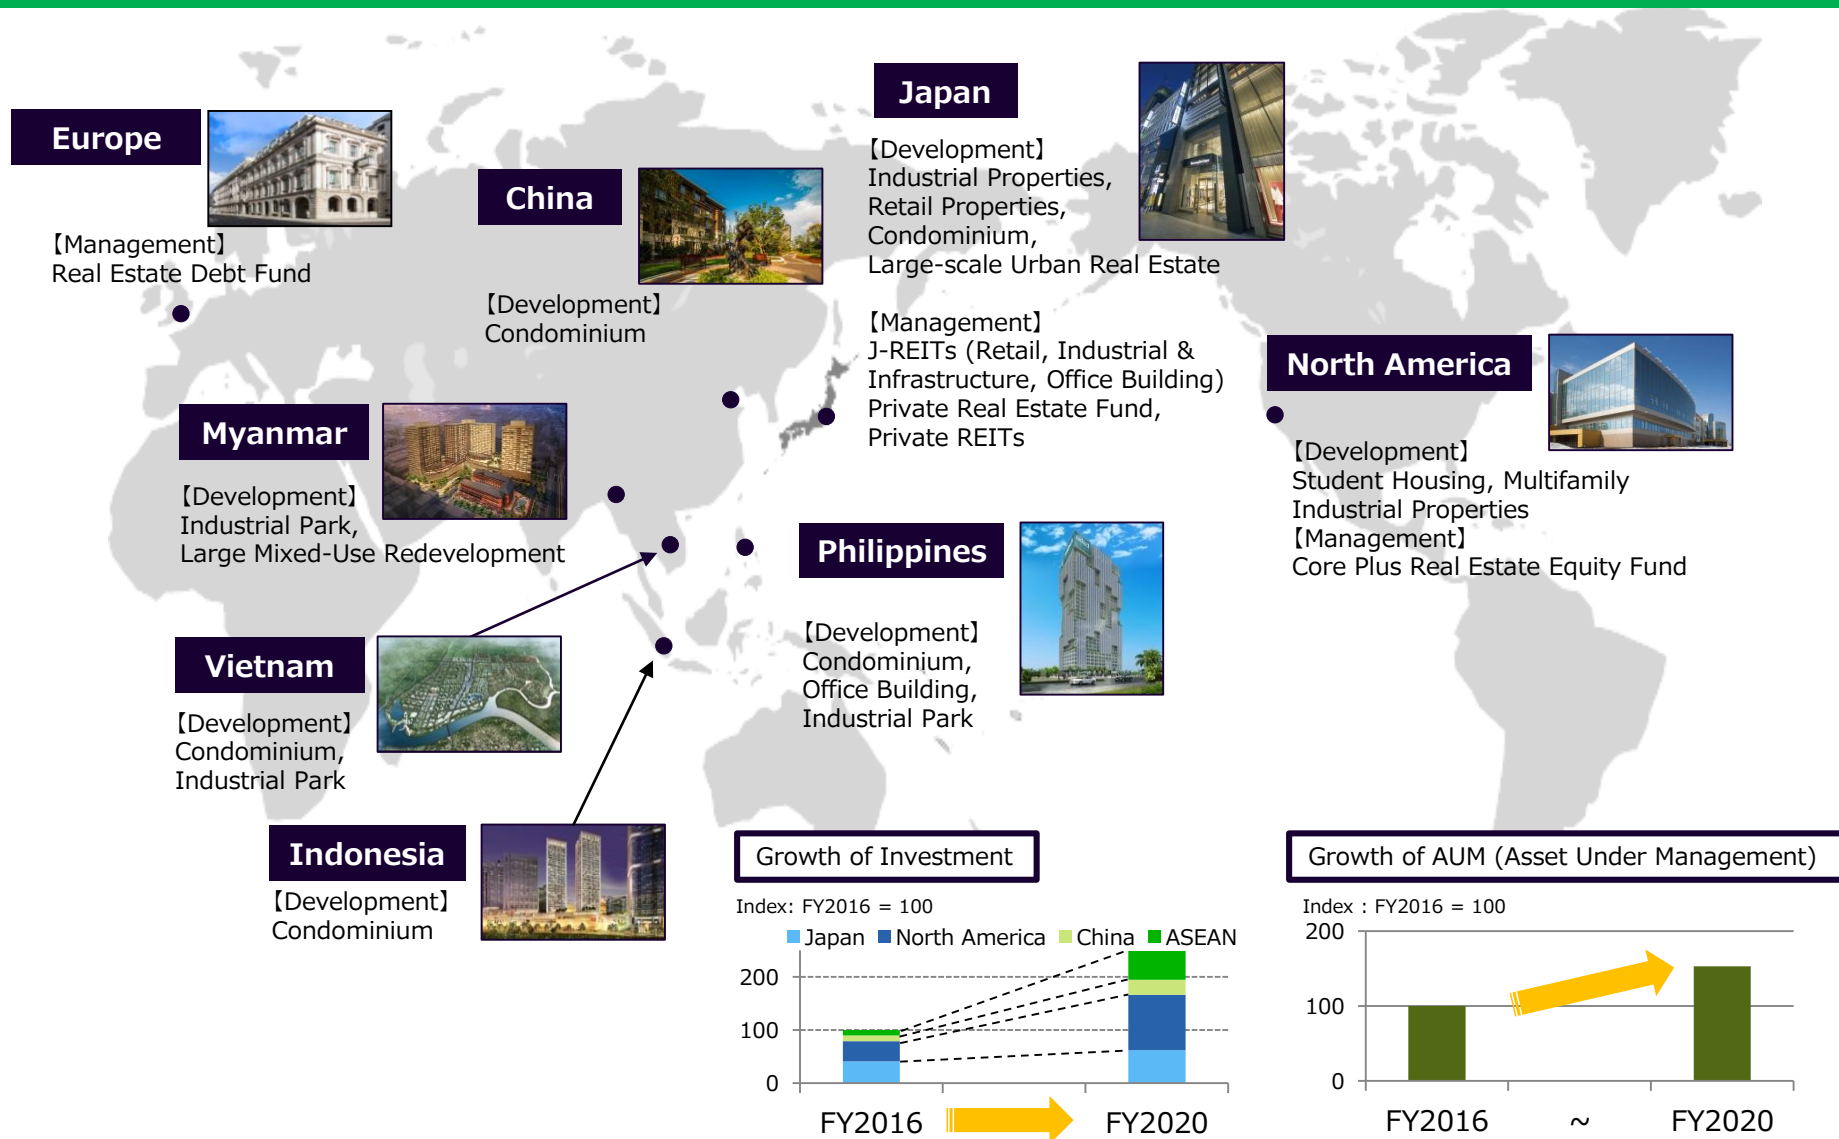 Europe
【Management】
Real Estate Debt Fund
China
【Development】
Condominium
Japan
【Development】
Industrial Properties,
Retail Properties,
Condominium,
Large-scale Urban Real Estate
【Management】
J-REITs (Retail, Industrial &
Infrastructure, Office Building)
Private Real Estate Fund,
Private REITs
North America
【Development】
Student Housing, Multifamily
Industrial Properties
【Management】
Core Plus Real Estate Equity Fund
Myanmar
【Development】
Industrial Park,
Large Mixed-Use Redevelopment
Philippines
【Development】
Condominium,
Office Building,
Industrial Park
Vietnam
【Development】
Condominium,
Industrial Park
Indonesia
【Development】
Condominium
Growth of Investment
Index: FY2016 = 100
Japan North America China ASEAN
200
100
0
FY2016 FY2020
Growth of AUM (Asset Under Management)
Index : FY2016 = 100
200
100
0
FY2016 ~ FY2020